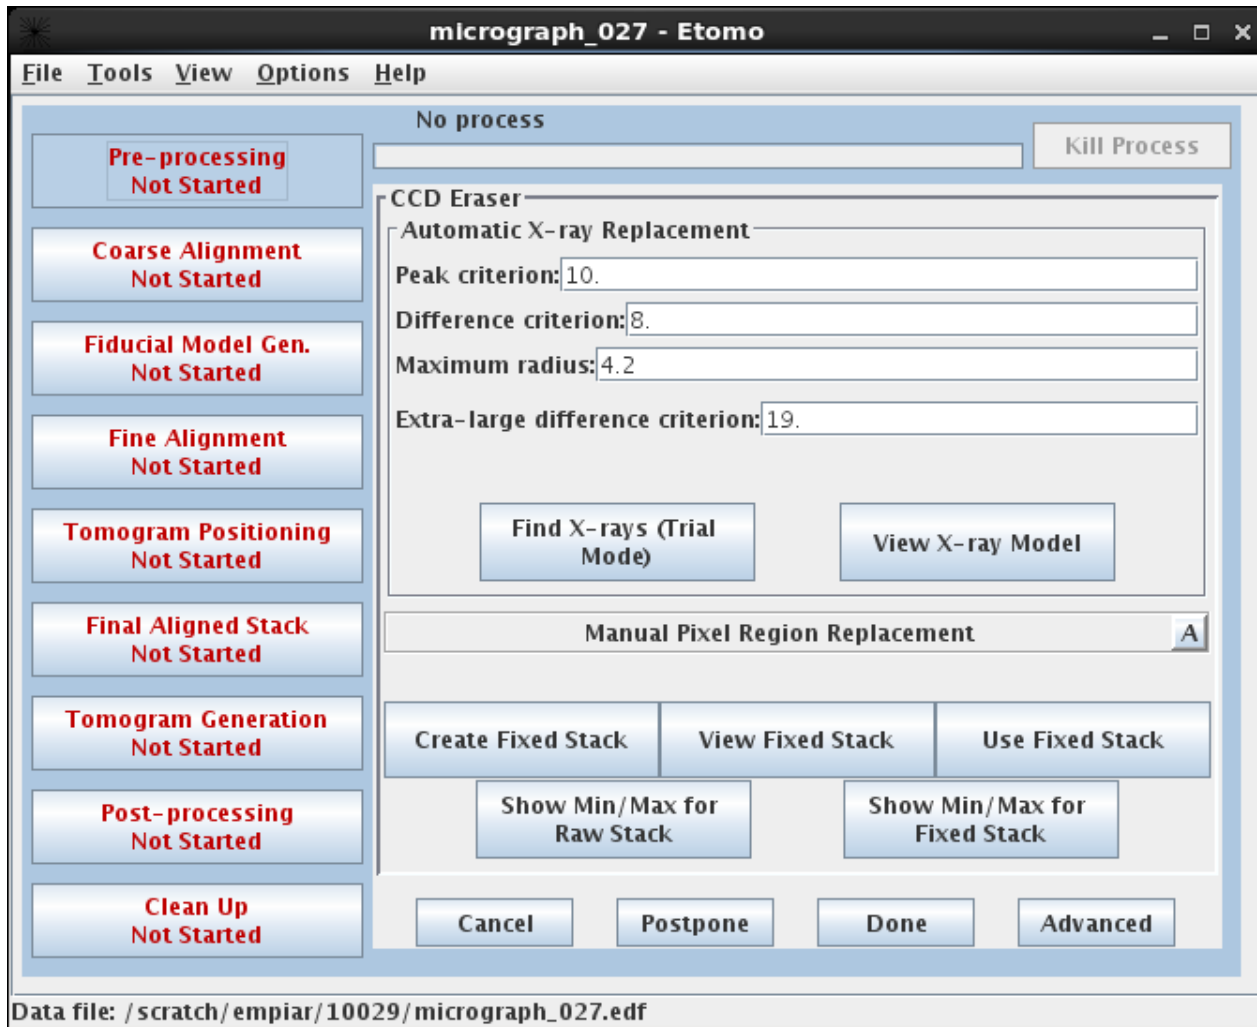 micrograph_027 - Etomo
File Tools View Options Help
No process
Kill Process
Pre-processing
Not Started
Coarse Alignment
Not Started
Fiducial Model Gen.
Not Started
Fine Alignment
Not Started
Tomogram Positioning
Not Started
Final Aligned Stack
Not Started
Tomogram Generation
Not Started
Post-processing
Not Started
Clean Up
Not Started
CCD Eraser
Automatic X-ray Replacement
Peak criterion: 10.
Difference criterion: 8.
Maximum radius: 4.2
Extra-large difference criterion: 19.
Find X-rays (Trial
Mode)
View X-ray Model
Manual Pixel Region Replacement A
Create Fixed Stack View Fixed Stack Use Fixed Stack
Show Min/Max for
Raw Stack
Show Min/Max for
Fixed Stack
Cancel Postpone Done Advanced
Data file: /scratch/empiar/10029/micrograph_027.edf